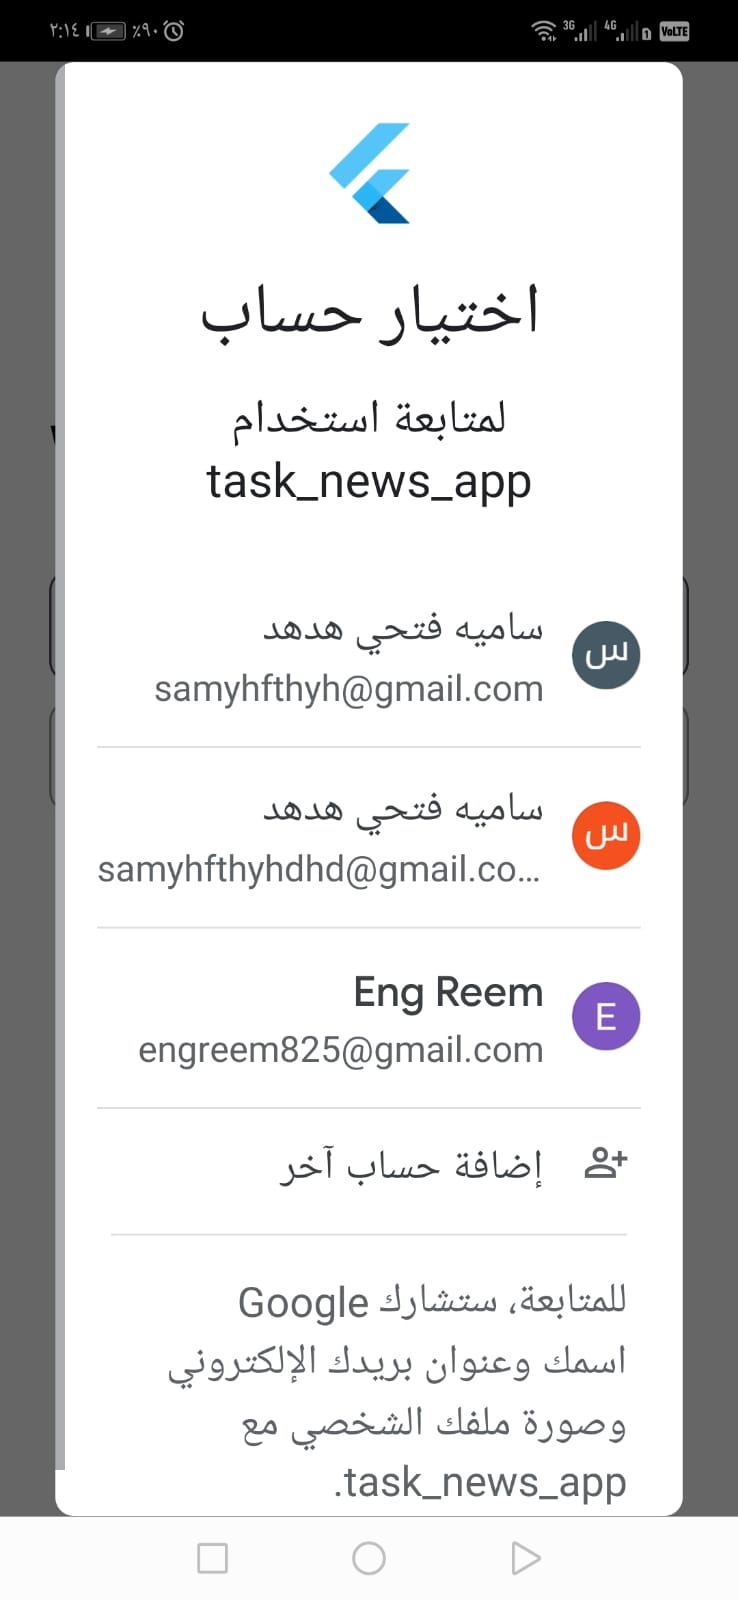 ٢:١٤ ٪٩٠ 3G 4G 1 VoLTE
اختيار حساب
لمتابعة استخدام
task_news_app
ساميه فتحي هدهد
س
samyhfthyh@gmail.com
ساميه فتحي هدهد
س
samyhfthyhdhd@gmail.co...
Eng Reem
E
engreem825@gmail.com
إضافة حساب آخر
للمتابعة، ستشارك Google
اسمك وعنوان بريدك الإلكتروني
وصورة ملفك الشخصي مع
task_news_app.